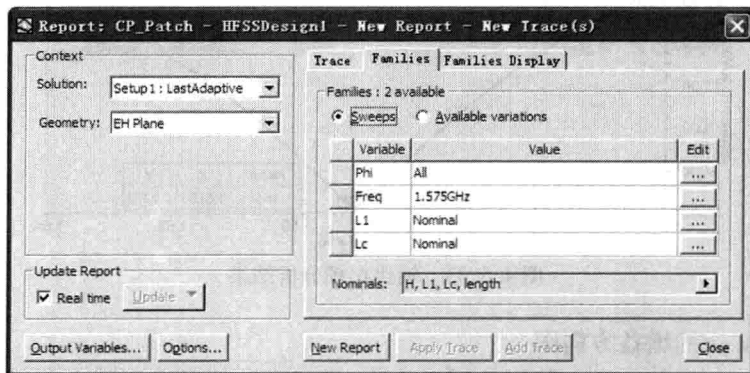 Report: CP_Patch - HFSSDesign1 - New Report - New Trace(s)
Context
Solution: Setup1 : LastAdaptive
Geometry: EH Plane
Update Report
Real time Update
Output Variables... Options...
Trace Families Families Display
Families : 2 available
Sweeps Available variations
Variable Value Edit
Phi All ...
Freq 1.575GHz ...
L1 Nominal ...
Lc Nominal ...
Nominals: H, L1, Lc, length
New Report Apply Trace Add Trace Close